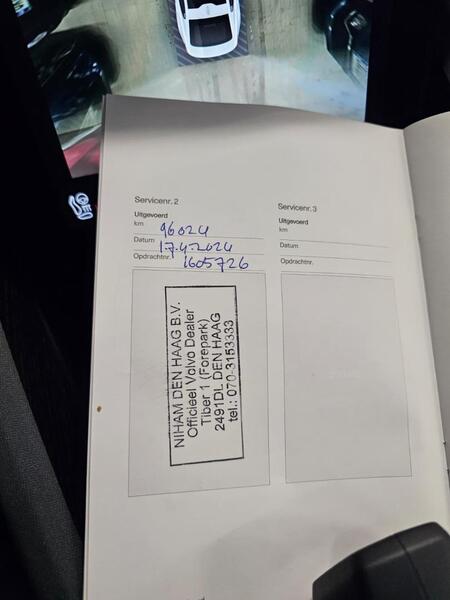 Servicenr. 2
Uitgevoerd
km 96024
Datum 17.4.2024
Opdrachtnr. 1605726
NIHAM DEN HAAG B.V.
Officieel Volvo Dealer
Tiber 1 (Forepark)
2491DL DEN HAAG
tel.: 070-3153333
Servicenr. 3
Uitgevoerd
km
Datum
Opdrachtnr.